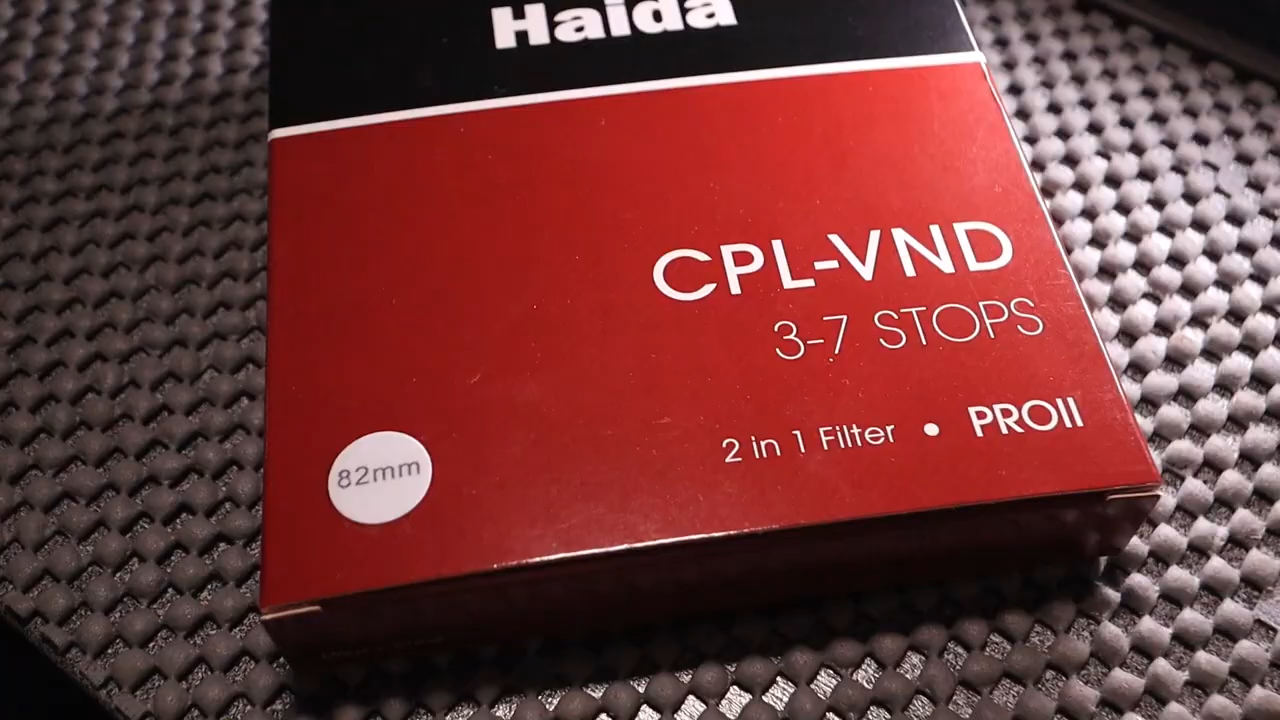 Haida
CPL-VND
3-7 STOPS
2 in 1 Filter • PROII
82mm